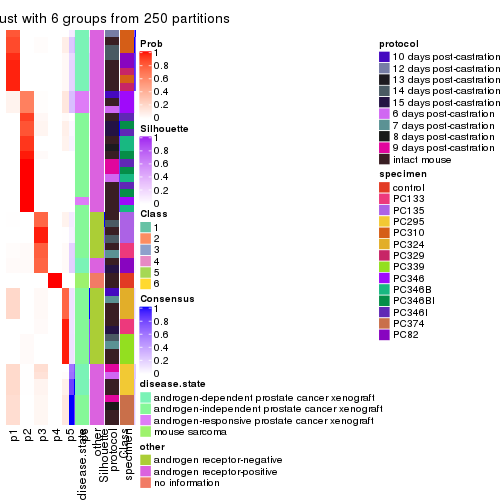 ust with 6 groups from 250 partitions
Prob
1
0.8
0.6
0.4
0.2
0
Silhouette
1
0.8
0.6
0.4
0.2
0
Class
1
2
3
4
5
6
Consensus
1
0.8
0.6
0.4
0.2
0
disease.state
androgen-dependent prostate cancer xenograft
androgen-independent prostate cancer xenograft
androgen-responsive prostate cancer xenograft
mouse sarcoma
other
androgen receptor-negative
androgen receptor-positive
no information
protocol
10 days post-castration
12 days post-castration
13 days post-castration
14 days post-castration
15 days post-castration
6 days post-castration
7 days post-castration
8 days post-castration
9 days post-castration
intact mouse
specimen
control
PC133
PC135
PC295
PC310
PC324
PC329
PC339
PC346
PC346B
PC346BI
PC346I
PC374
PC82
p1
p2
p3
p4
p5
disease.state
other
Silhouette
protocol
Class
specimen